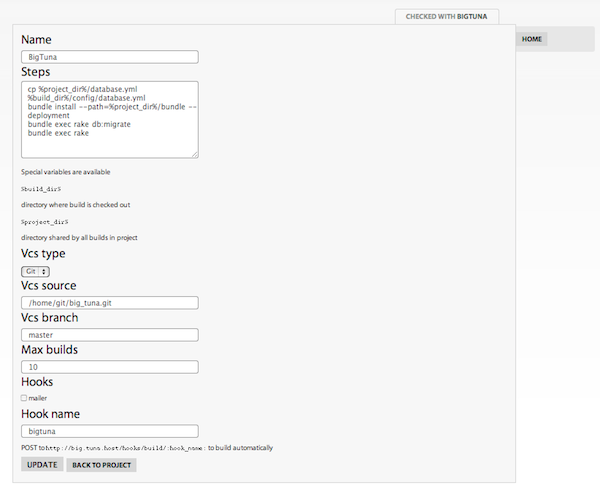 CHECKED WITH BIGTUNA
HOME
Name
BigTuna
Steps
cp %project_dir%/database.yml
%build_dir%/config/database.yml
bundle install --path=%project_dir%/bundle --
deployment
bundle exec rake db:migrate
bundle exec rake
Special variables are available
%build_dir%
directory where build is checked out
%project_dir%
directory shared by all builds in project
Vcs type
Git
Vcs source
/home/git/big_tuna.git
Vcs branch
master
Max builds
10
Hooks
mailer
Hook name
bigtuna
POST to http://big.tuna.host/hooks/build/:hook_name: to build automatically
UPDATE BACK TO PROJECT